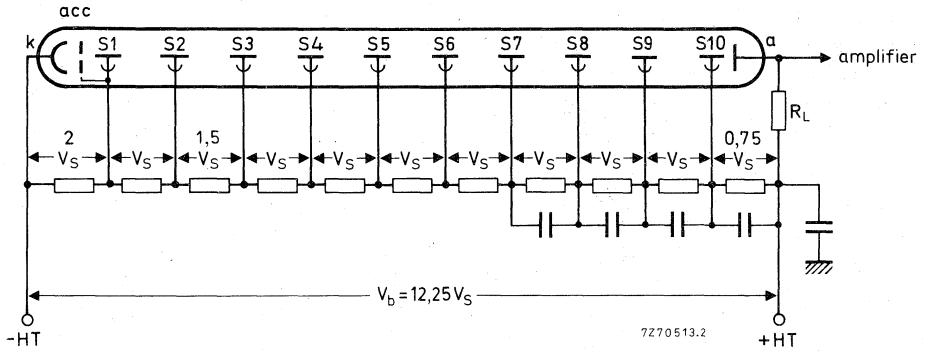 acc
k S1 S2 S3 S4 S5 S6 S7 S8 S9 S10 a
amplifier
R_L
2 1,5 0,75
V_S V_S V_S V_S V_S V_S V_S V_S V_S V_S V_S
V_b = 12,25 V_S
-HT 7Z70513.2 +HT